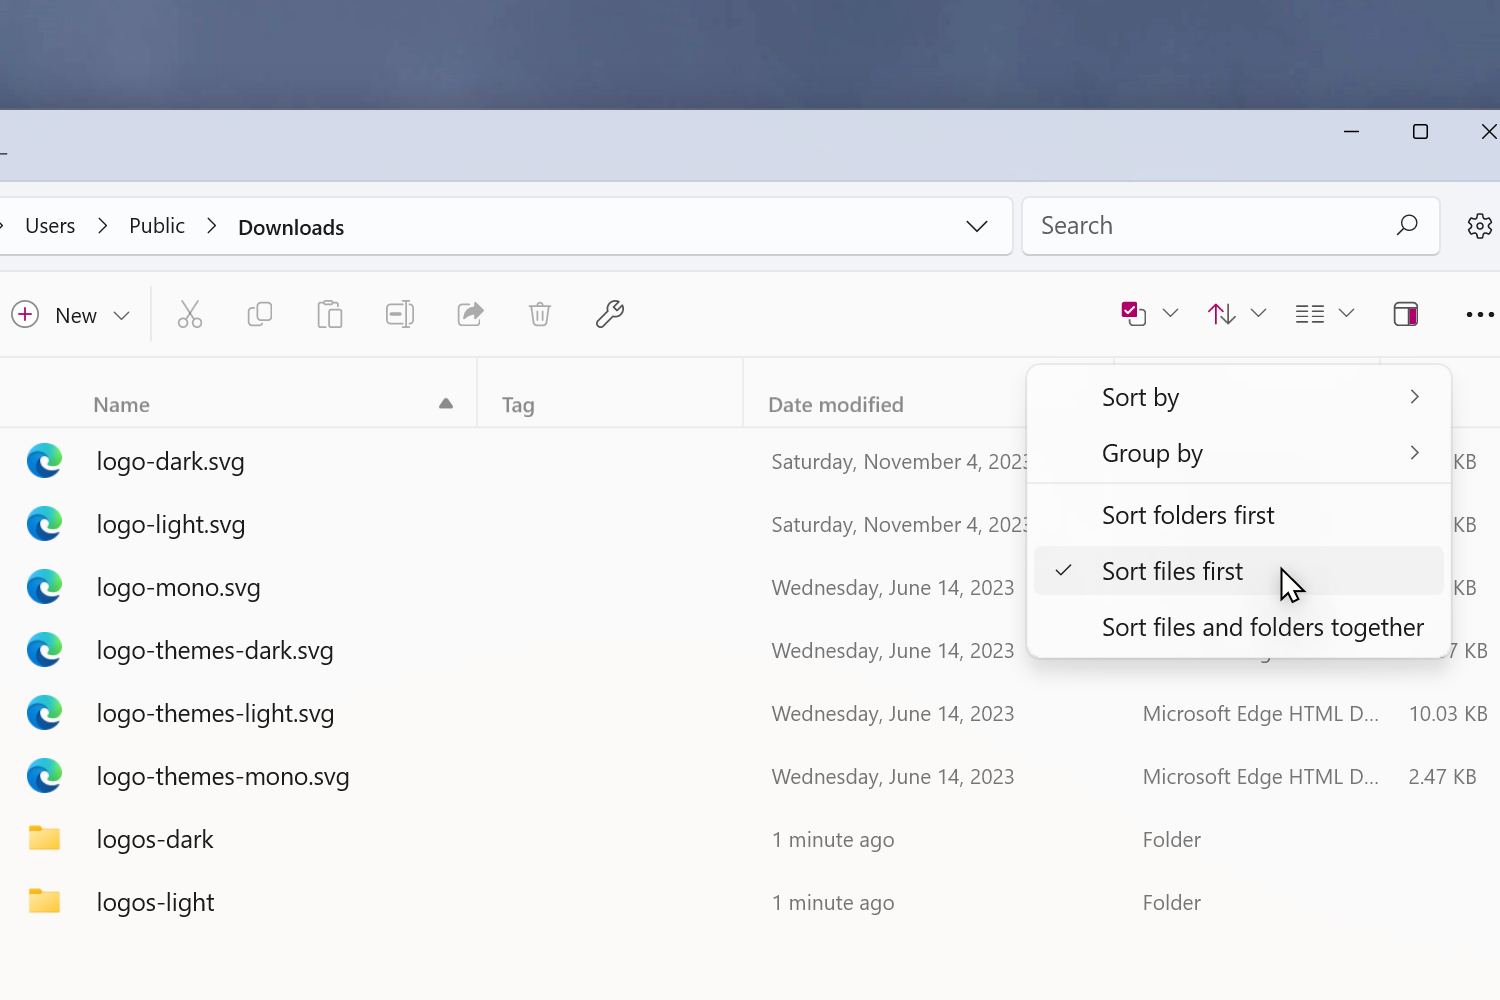 Users Public Downloads Search
New
Name Tag Date modified
Sort by
Group by
Sort folders first
Sort files first
Sort files and folders together
logo-dark.svg Saturday, November 4, 2023 KB
logo-light.svg Saturday, November 4, 2023 KB
logo-mono.svg Wednesday, June 14, 2023 KB
logo-themes-dark.svg Wednesday, June 14, 2023 7 KB
logo-themes-light.svg Wednesday, June 14, 2023 Microsoft Edge HTML D... 10.03 KB
logo-themes-mono.svg Wednesday, June 14, 2023 Microsoft Edge HTML D... 2.47 KB
logos-dark 1 minute ago Folder
logos-light 1 minute ago Folder